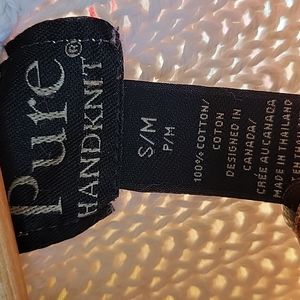 Pure®
HANDKNIT
S/M
P/M
100% COTTON/
COTON
DESIGNED IN
CANADA/
CRÉE AU CANADA
MADE IN THAILAND